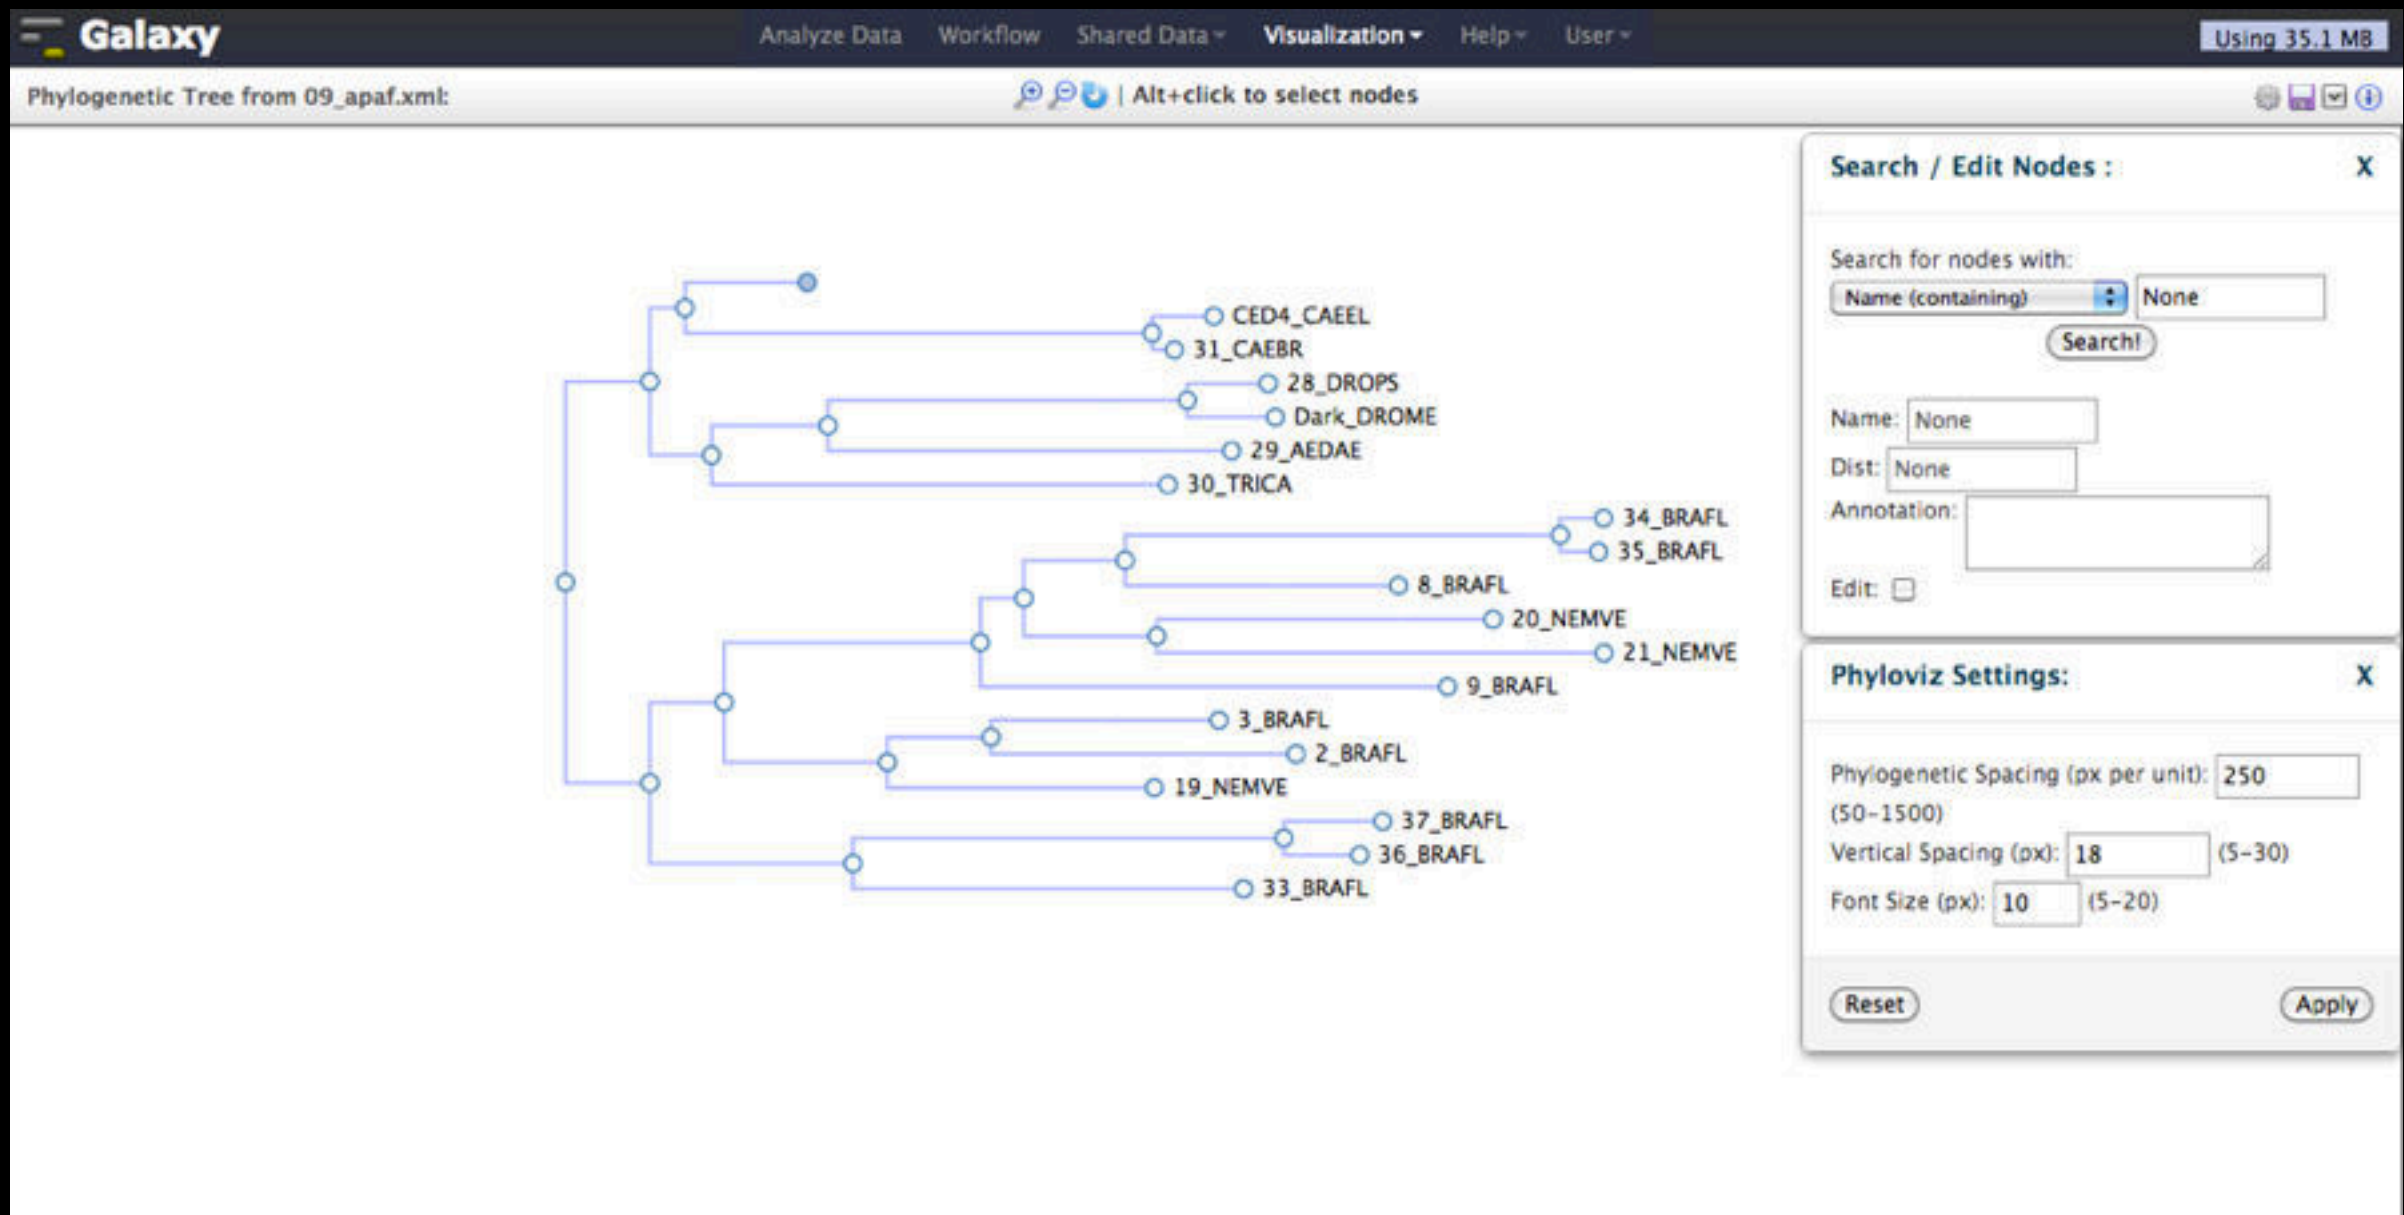 Galaxy
Analyze Data Workflow Shared Data Visualization Help User
Using 35.1 MB
Phylogenetic Tree from 09_apaf.xml:
| Alt+click to select nodes
CED4_CAEEL
31_CAEBR
28_DROPS
Dark_DROME
29_AEDAE
30_TRICA
34_BRAFL
35_BRAFL
8_BRAFL
20_NEMVE
21_NEMVE
9_BRAFL
3_BRAFL
2_BRAFL
19_NEMVE
37_BRAFL
36_BRAFL
33_BRAFL
Search / Edit Nodes : X
Search for nodes with:
Name (containing) None
Search!
Name: None
Dist: None
Annotation:
Edit:
Phyloviz Settings: X
Phylogenetic Spacing (px per unit): 250
(50-1500)
Vertical Spacing (px): 18 (5-30)
Font Size (px): 10 (5-20)
Reset Apply